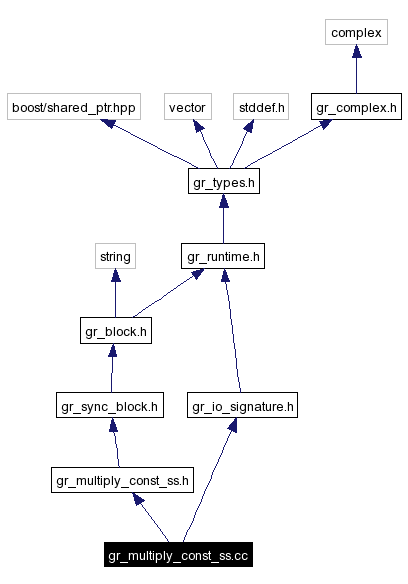 complex
boost/shared_ptr.hpp
vector
stddef.h
gr_complex.h
gr_types.h
string
gr_runtime.h
gr_block.h
gr_sync_block.h
gr_io_signature.h
gr_multiply_const_ss.h
gr_multiply_const_ss.cc